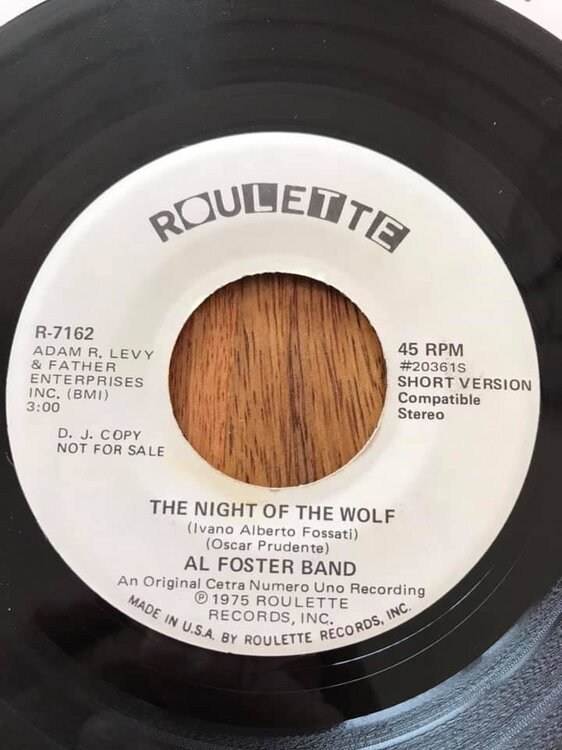 ROULETTE
R-7162
ADAM R. LEVY
& FATHER
ENTERPRISES
INC. (BMI)
3:00
D. J. COPY
NOT FOR SALE
45 RPM
#20361S
SHORT VERSION
Compatible
Stereo
THE NIGHT OF THE WOLF
(Ivano Alberto Fossati)
(Oscar Prudente)
AL FOSTER BAND
An Original Cetra Numero Uno Recording
℗ 1975 ROULETTE
RECORDS, INC.
MADE IN U.S.A. BY ROULETTE RECORDS, INC.